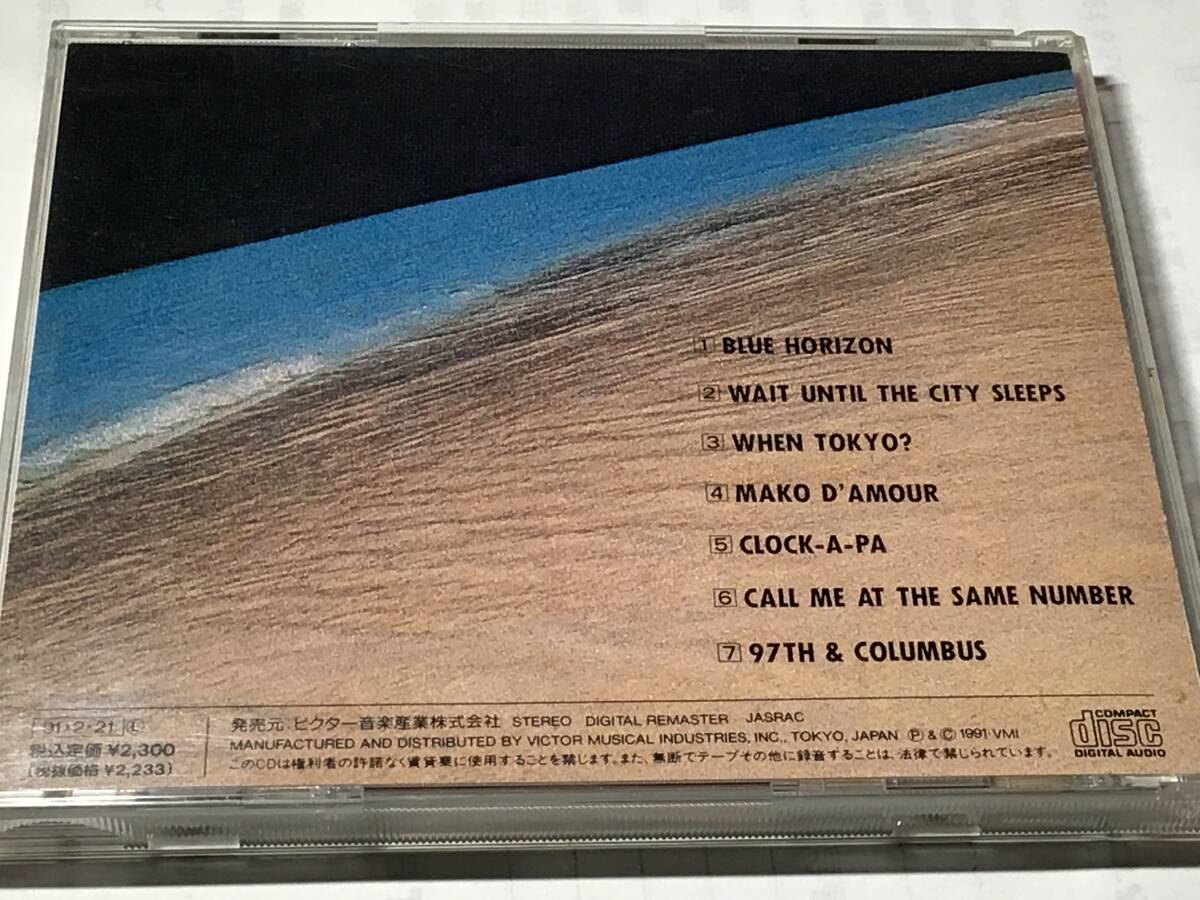 1 BLUE HORIZON
2 WAIT UNTIL THE CITY SLEEPS
3 WHEN TOKYO?
4 MAKO D'AMOUR
5 CLOCK-A-PA
6 CALL ME AT THE SAME NUMBER
7 97TH & COLUMBUS
91・2・21 L
税込定価¥2,300
(税抜価格¥2,233)
発売元:ビクター音楽産業株式会社 STEREO DIGITAL REMASTER JASRAC
MANUFACTURED AND DISTRIBUTED BY VICTOR MUSICAL INDUSTRIES, INC., TOKYO, JAPAN Ⓟ & Ⓒ 1991 VMI
このCDは権利者の許諾なく賃貸業に使用することを禁じます。また、無断でテープその他に録音することは、法律で禁じられています。
COMPACT
disc
DIGITAL AUDIO